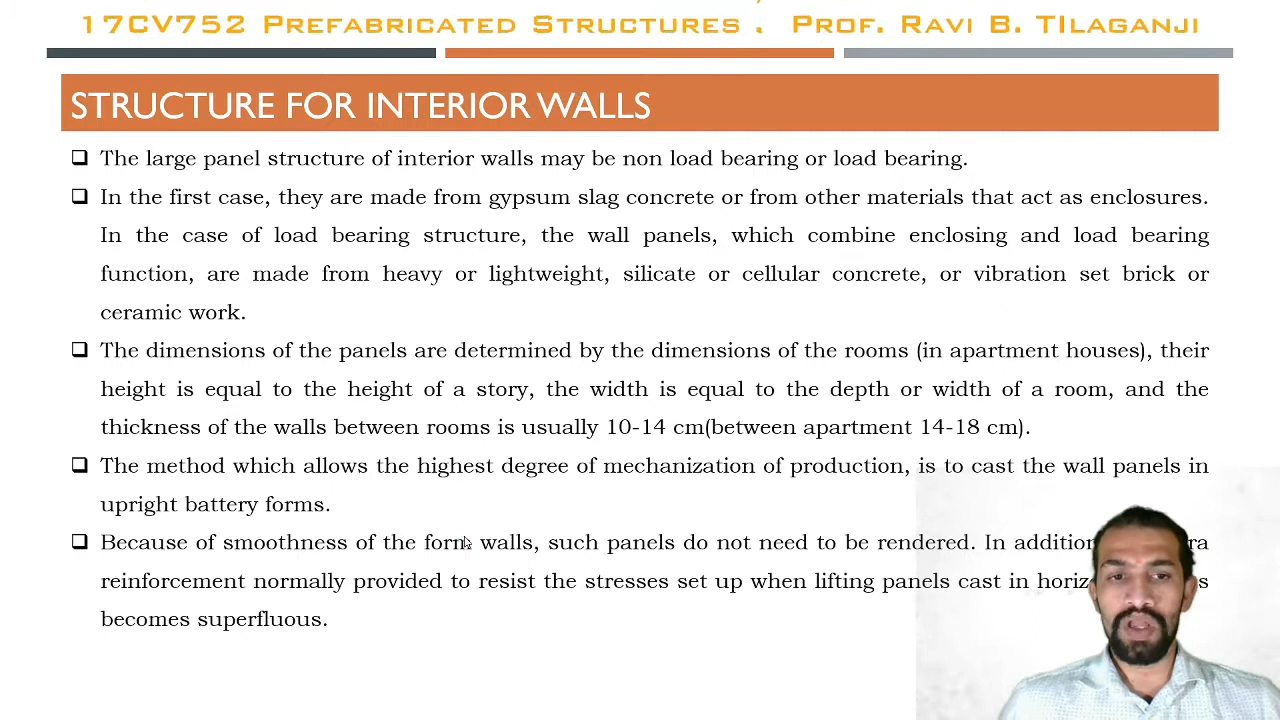 17CV752 PREFABRICATED STRUCTURES . PROF. RAVI B. TILAGANJI
STRUCTURE FOR INTERIOR WALLS
❑ The large panel structure of interior walls may be non load bearing or load bearing.
❑ In the first case, they are made from gypsum slag concrete or from other materials that act as enclosures.
In the case of load bearing structure, the wall panels, which combine enclosing and load bearing
function, are made from heavy or lightweight, silicate or cellular concrete, or vibration set brick or
ceramic work.
❑ The dimensions of the panels are determined by the dimensions of the rooms (in apartment houses), their
height is equal to the height of a story, the width is equal to the depth or width of a room, and the
thickness of the walls between rooms is usually 10-14 cm(between apartment 14-18 cm).
❑ The method which allows the highest degree of mechanization of production, is to cast the wall panels in
upright battery forms.
❑ Because of smoothness of the form walls, such panels do not need to be rendered. In addition
reinforcement normally provided to resist the stresses set up when lifting panels cast in
becomes superfluous.